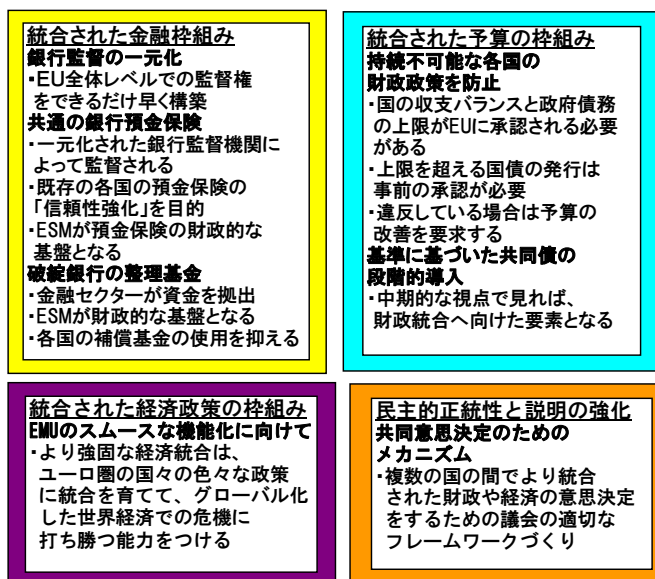 統合された金融枠組み
銀行監督の一元化
・EU全体レベルでの監督権
をできるだけ早く構築
共通の銀行預金保険
・一元化された銀行監督機関に
よって監督される
・既存の各国の預金保険の
「信頼性強化」を目的
・ESMが預金保険の財政的な
基盤となる
破綻銀行の整理基金
・金融セクターが資金を拠出
・ESMが財政的な基盤となる
・各国の補償基金の使用を抑える
統合された予算の枠組み
持続不可能な各国の
財政政策を防止
・国の収支バランスと政府債務
の上限がEUに承認される必要
がある
・上限を超える国債の発行は
事前の承認が必要
・違反している場合は予算の
改善を要求する
基準に基づいた共同債の
段階的導入
・中期的な視点で見れば、
財政統合へ向けた要素となる
統合された経済政策の枠組み
EMUのスムースな機能化に向けて
・より強固な経済統合は、
ユーロ圏の国々の色々な政策
に統合を育てて、グローバル化
した世界経済での危機に
打ち勝つ能力をつける
民主的正統性と説明の強化
共同意思決定のための
メカニズム
・複数の国の間でより統合
された財政や経済の意思決定
をするための議会の適切な
フレームワークづくり